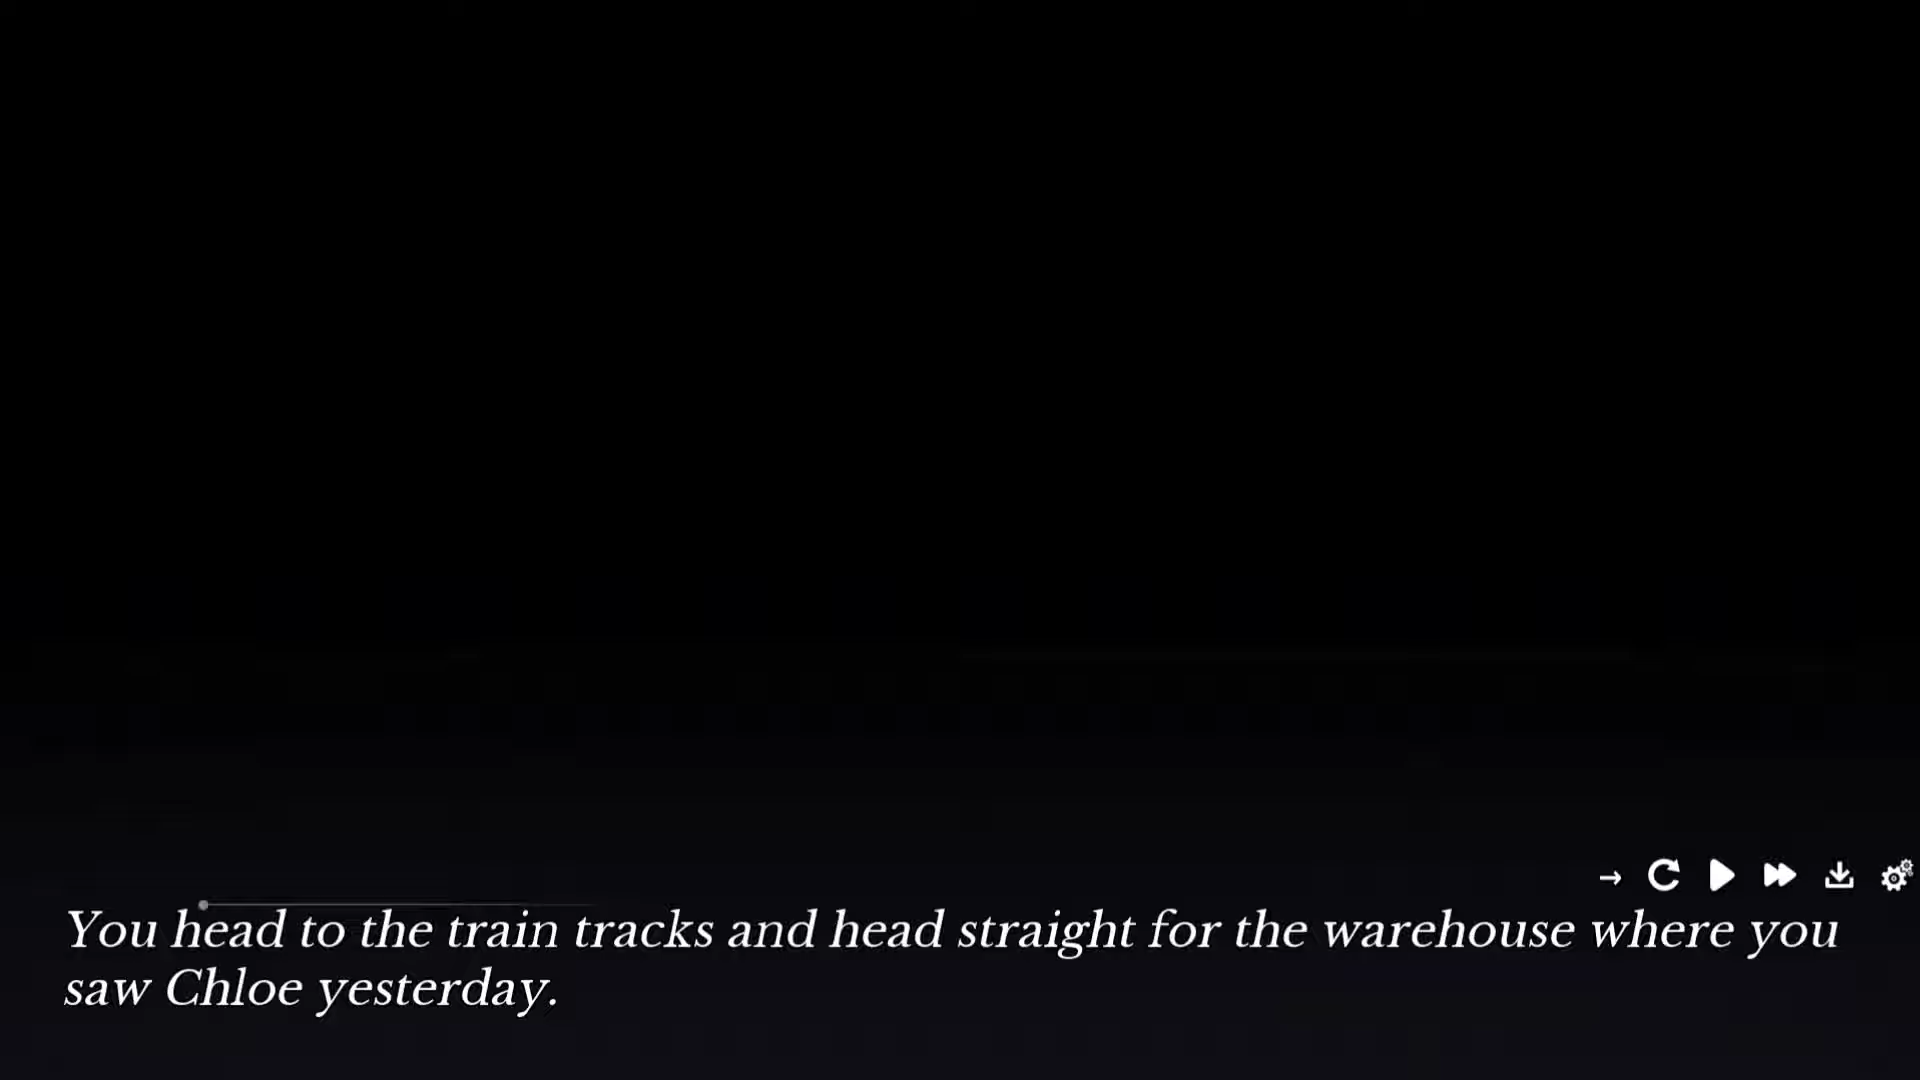 You head to the train tracks and head straight for the warehouse where you
saw Chloe yesterday.